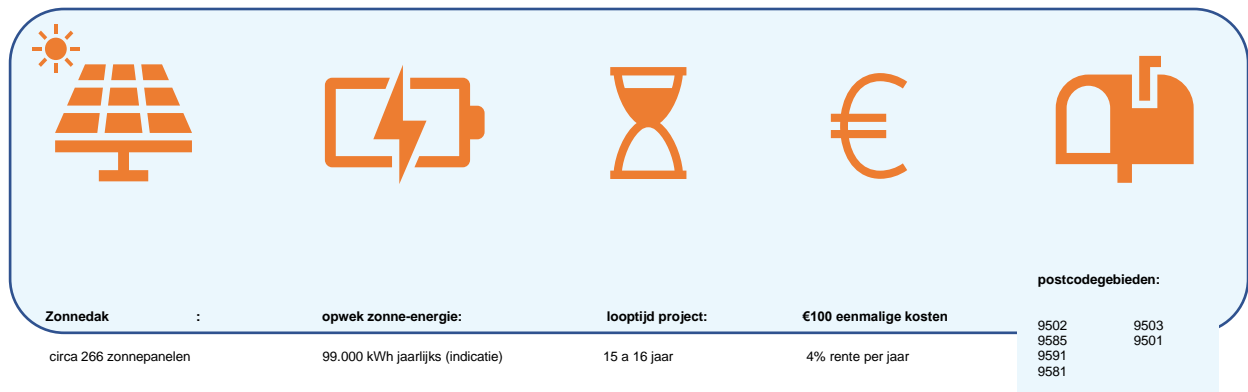 Zonnedak :
circa 266 zonnepanelen
opwek zonne-energie:
99.000 kWh jaarlijks (indicatie)
looptijd project:
15 a 16 jaar
€100 eenmalige kosten
4% rente per jaar
postcodegebieden:
9502 9503
9585 9501
9591
9581